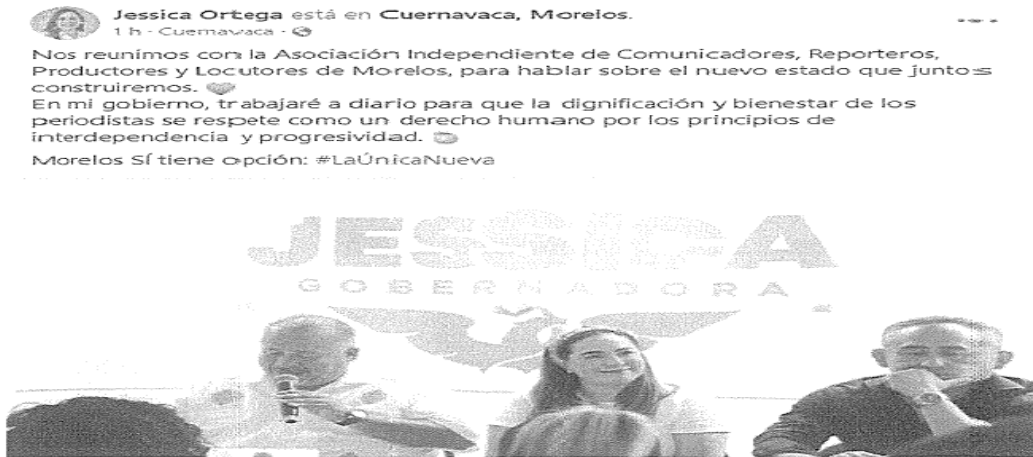 Jessica Ortega está en Cuernavaca, Morelos.
1 h · Cuernavaca ·
Nos reunimos con la Asociación Independiente de Comunicadores, Reporteros,
Productores y Locutores de Morelos, para hablar sobre el nuevo estado que juntos
construiremos.
En mi gobierno, trabajaré a diario para que la dignificación y bienestar de los
periodistas se respete como un derecho humano por los principios de
interdependencia y progresividad.
Morelos SÍ tiene opción: #LaÚnicaNueva
JESSICA
GOBERNADORA